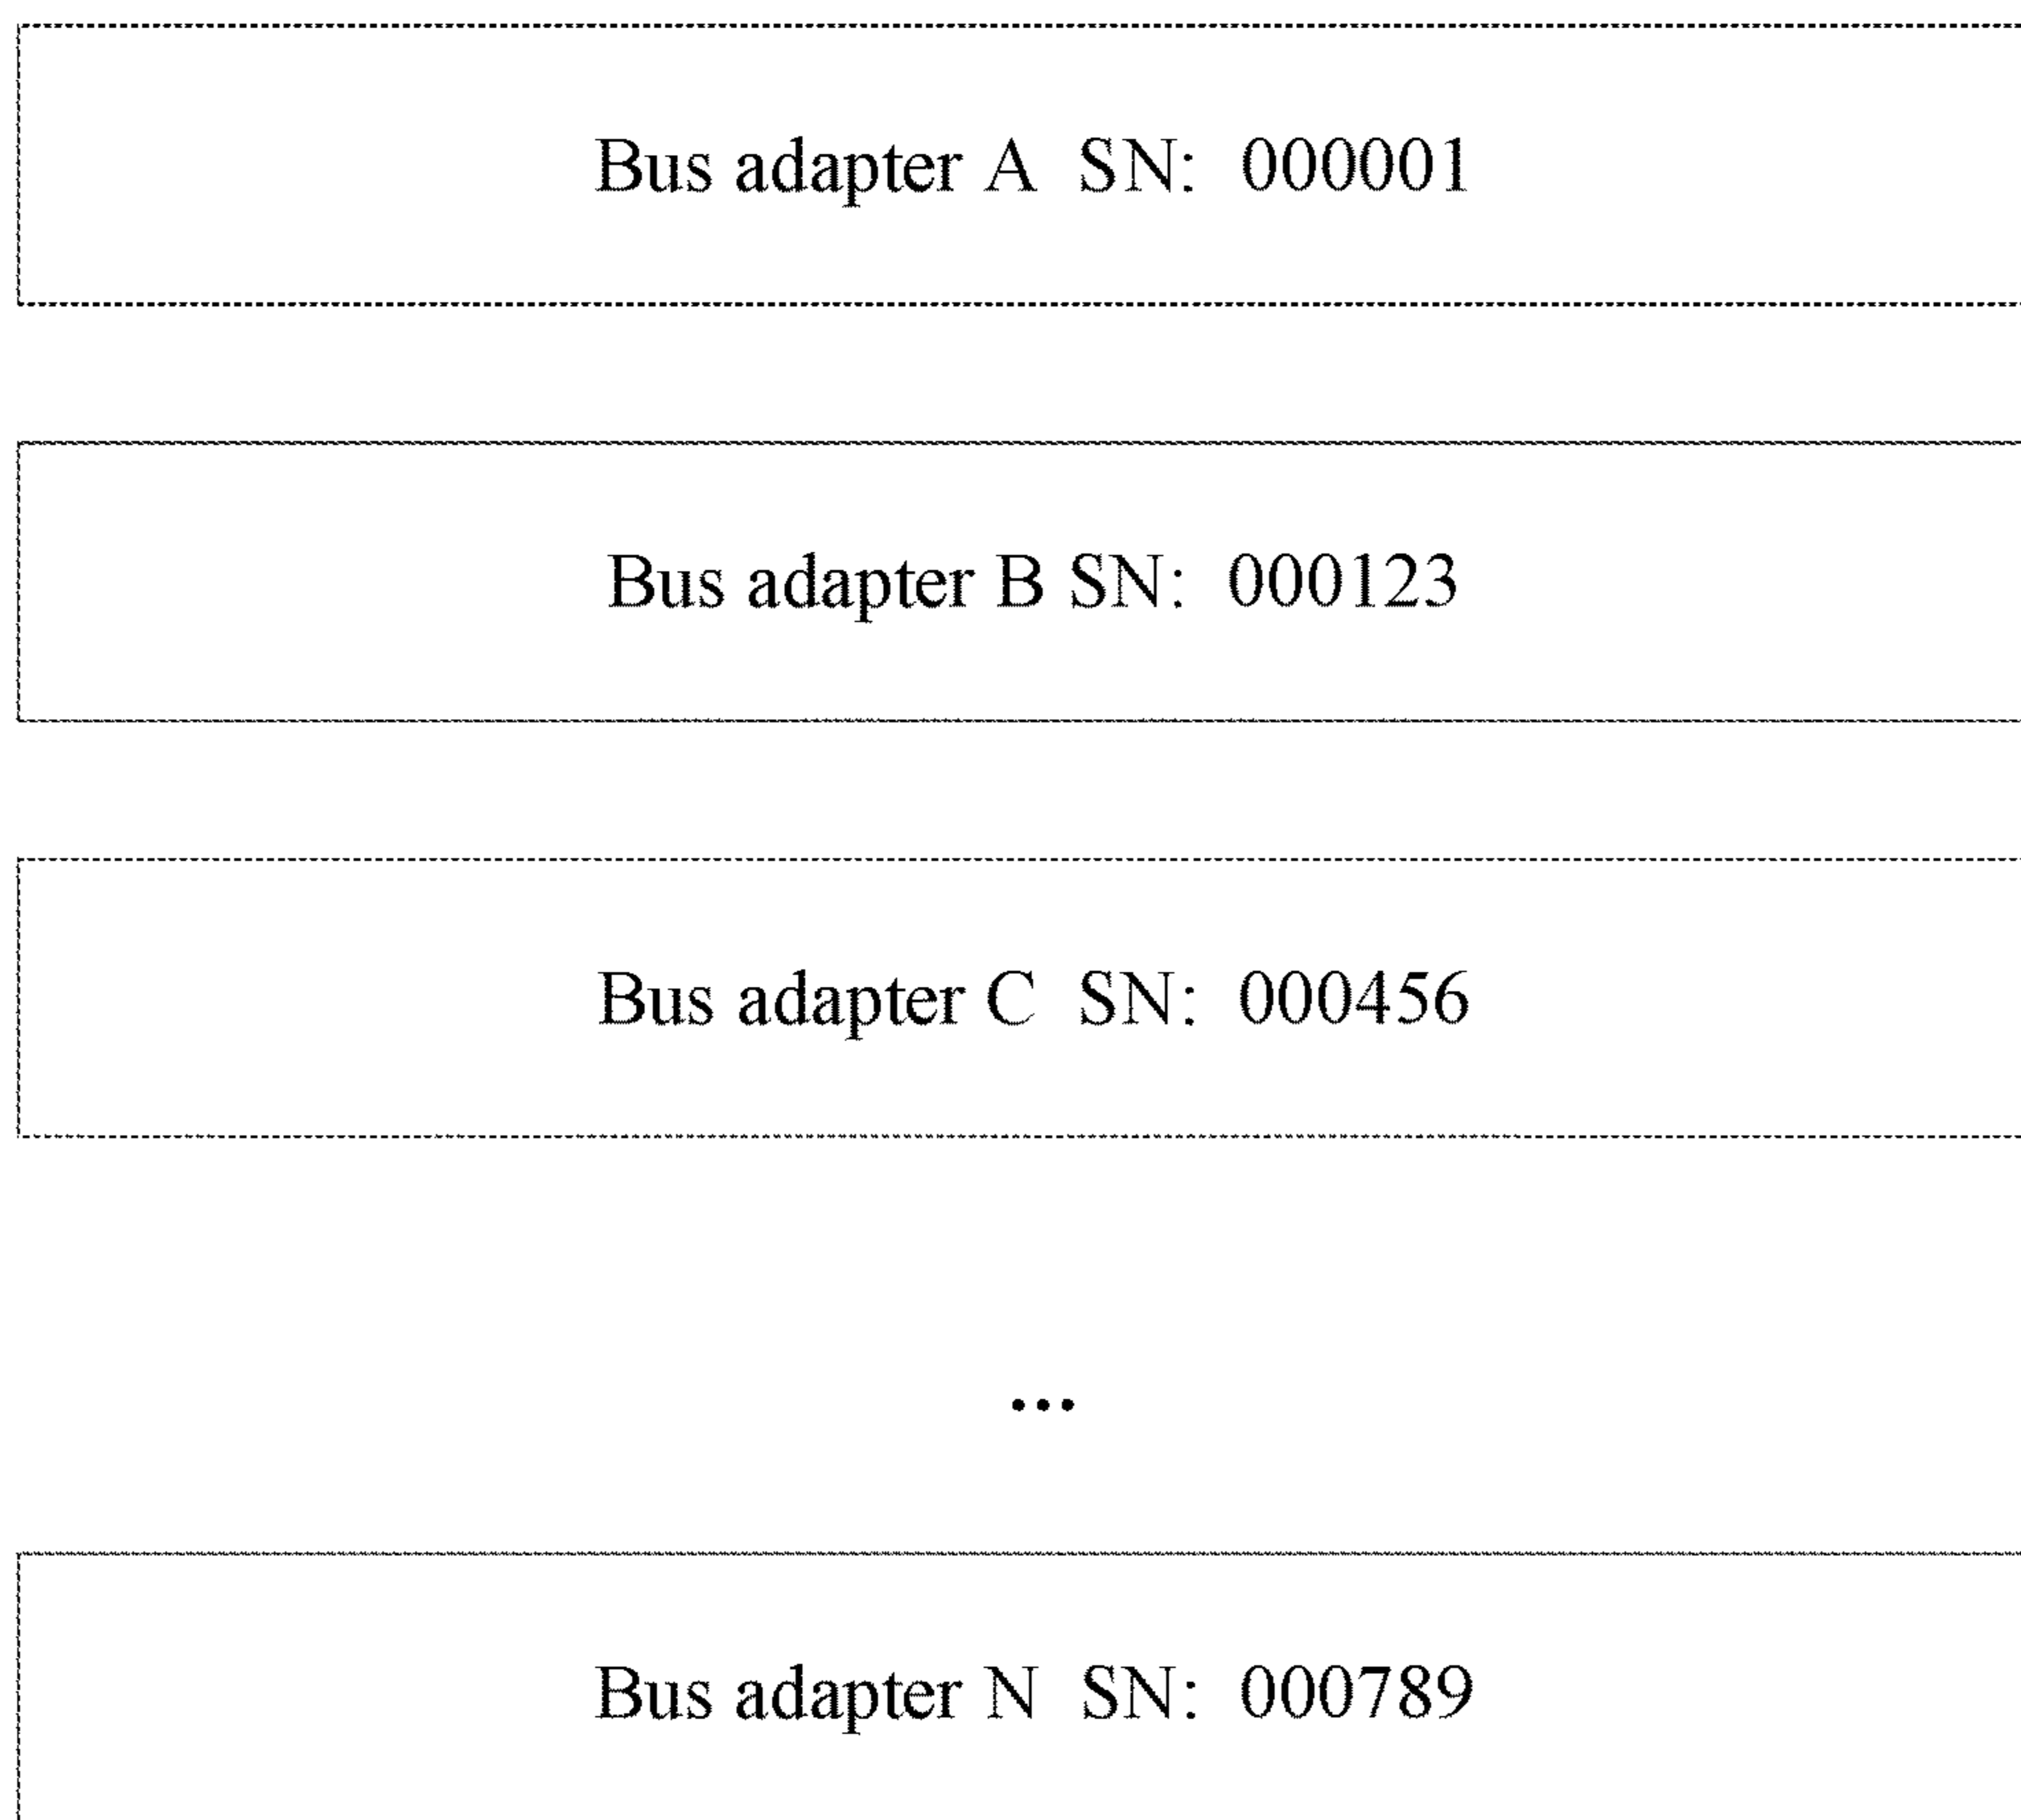 Bus adapter A SN: 000001
Bus adapter B SN: 000123
Bus adapter C SN: 000456
...
Bus adapter N SN: 000789